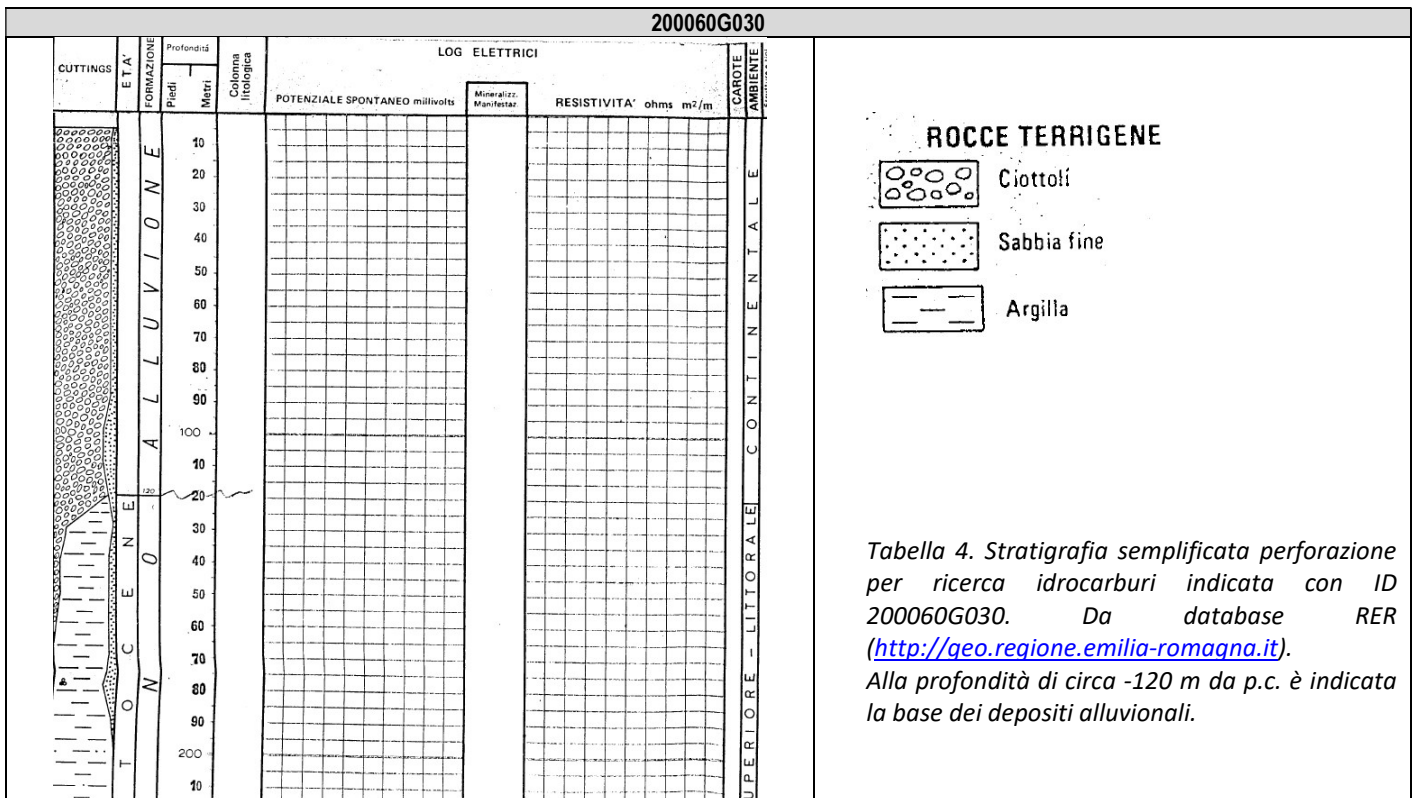 200060G030
CUTTINGS
ETA'
FORMAZIONE
Profondità
Piedi
Metri
Colonna
litologica
LOG ELETTRICI
POTENZIALE SPONTANEO millivolts
Mineralizz.
Manifestaz.
RESISTIVITA' ohms m²/m
CAROTE
AMBIENTE
10
20
30
40
50
60
70
80
90
100
10
120
20
30
40
50
60
70
80
90
200
10
ALLUVIONE
NO
TOCENE
CONTINENTALE
UPERIORE - LITTORALE
ROCCE TERRIGENE
Ciottoli
Sabbia fine
Argilla
Tabella 4. Stratigrafia semplificata perforazione
per ricerca idrocarburi indicata con ID
200060G030. Da database RER
(http://geo.regione.emilia-romagna.it).
Alla profondità di circa -120 m da p.c. è indicata
la base dei depositi alluvionali.